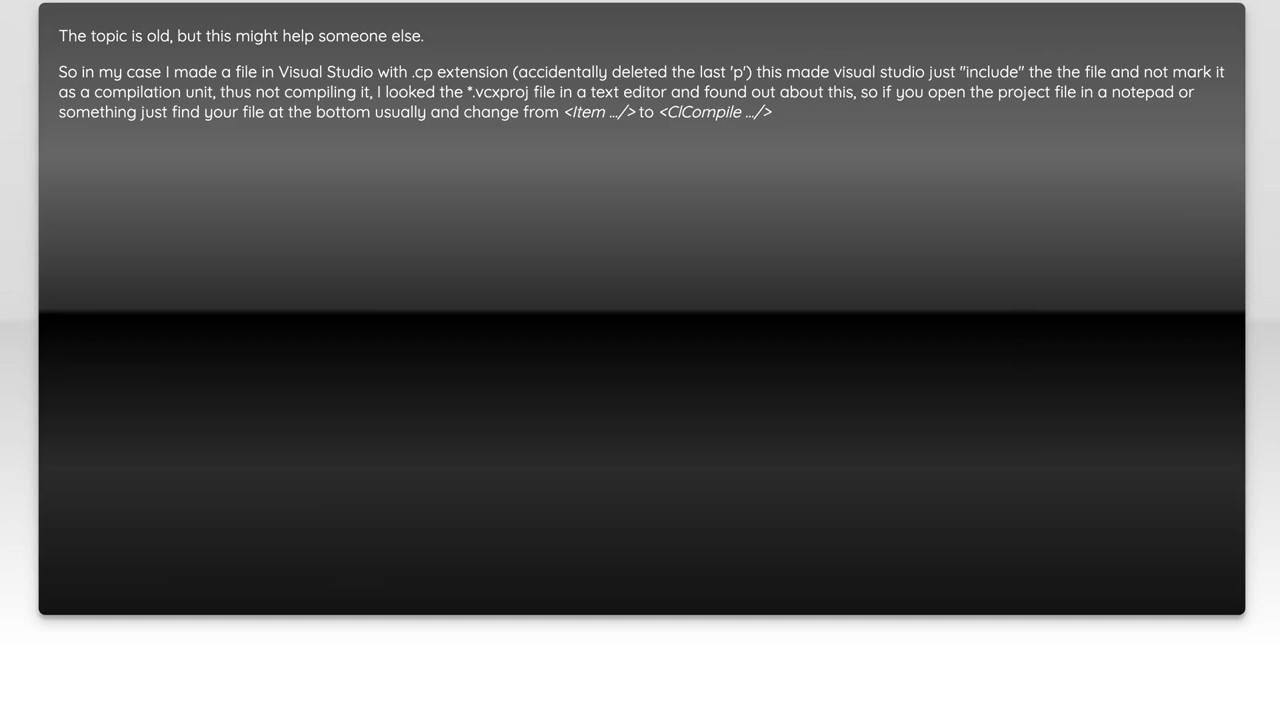 The topic is old, but this might help someone else.
So in my case I made a file in Visual Studio with .cp extension (accidentally deleted the last 'p') this made visual studio just "include" the the file and not mark it
as a compilation unit, thus not compiling it, I looked the *.vcxproj file in a text editor and found out about this, so if you open the project file in a notepad or
something just find your file at the bottom usually and change from <Item .../> to <ClCompile .../>